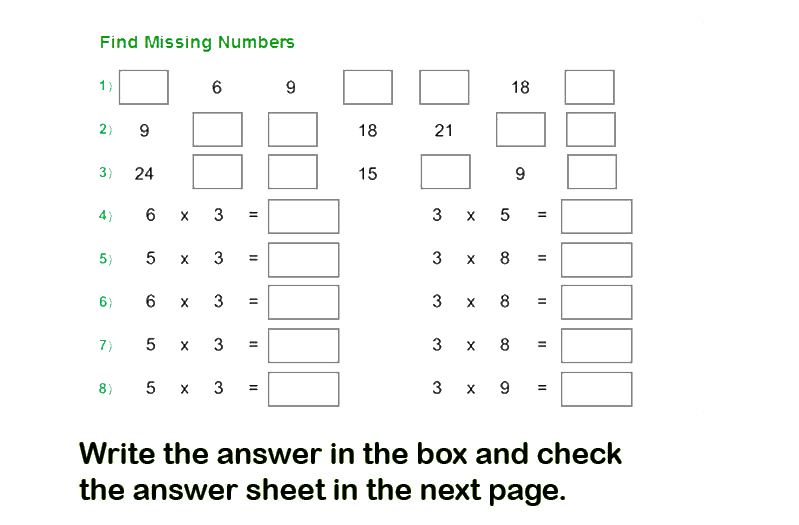 Find Missing Numbers
1) 6 9 18
2) 9 18 21
3) 24 15 9
4) 6 x 3 = 3 x 5 =
5) 5 x 3 = 3 x 8 =
6) 6 x 3 = 3 x 8 =
7) 5 x 3 = 3 x 8 =
8) 5 x 3 = 3 x 9 =
Write the answer in the box and check
the answer sheet in the next page.